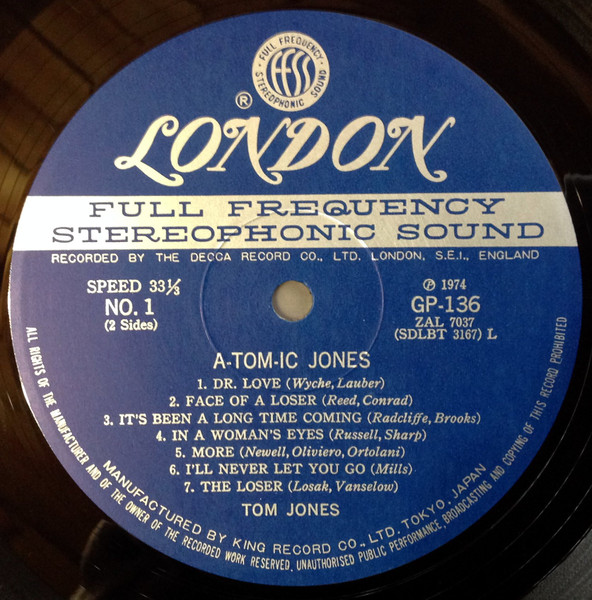 FULL FREQUENCY
ffss
STEREOPHONIC SOUND
®
LONDON
FULL FREQUENCY
STEREOPHONIC SOUND
RECORDED BY THE DECCA RECORD CO., LTD. LONDON, S.E.I., ENGLAND
SPEED 33⅓
NO. 1
(2 Sides)
℗ 1974
GP-136
ZAL 7037
(SDLBT 3167) L
A-TOM-IC JONES
1. DR. LOVE (Wyche, Lauber)
2. FACE OF A LOSER (Reed, Conrad)
3. IT'S BEEN A LONG TIME COMING (Radcliffe, Brooks)
4. IN A WOMAN'S EYES (Russell, Sharp)
5. MORE (Newell, Oliviero, Ortolani)
6. I'LL NEVER LET YOU GO (Mills)
7. THE LOSER (Losak, Vanselow)
TOM JONES
MANUFACTURED BY KING RECORD CO., LTD. TOKYO, JAPAN
ALL RIGHTS OF THE MANUFACTURER AND OF THE OWNER OF THE RECORDED WORK RESERVED. UNAUTHORISED PUBLIC PERFORMANCE, BROADCASTING AND COPYING OF THIS RECORD PROHIBITED